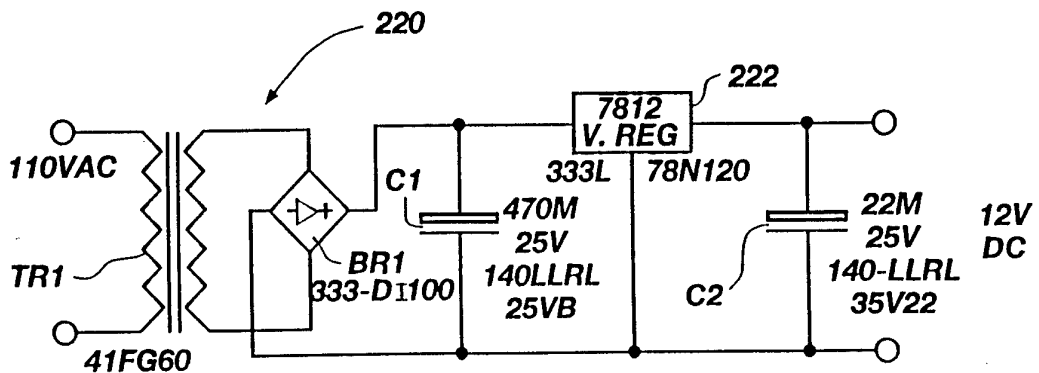 220
222
7812
V. REG
110VAC
333L
78N120
C1
470M
25V
140LLRL
25VB
22M
25V
140-LLRL
35V22
12V
DC
TR1
BR1
333-DI100
C2
41FG60